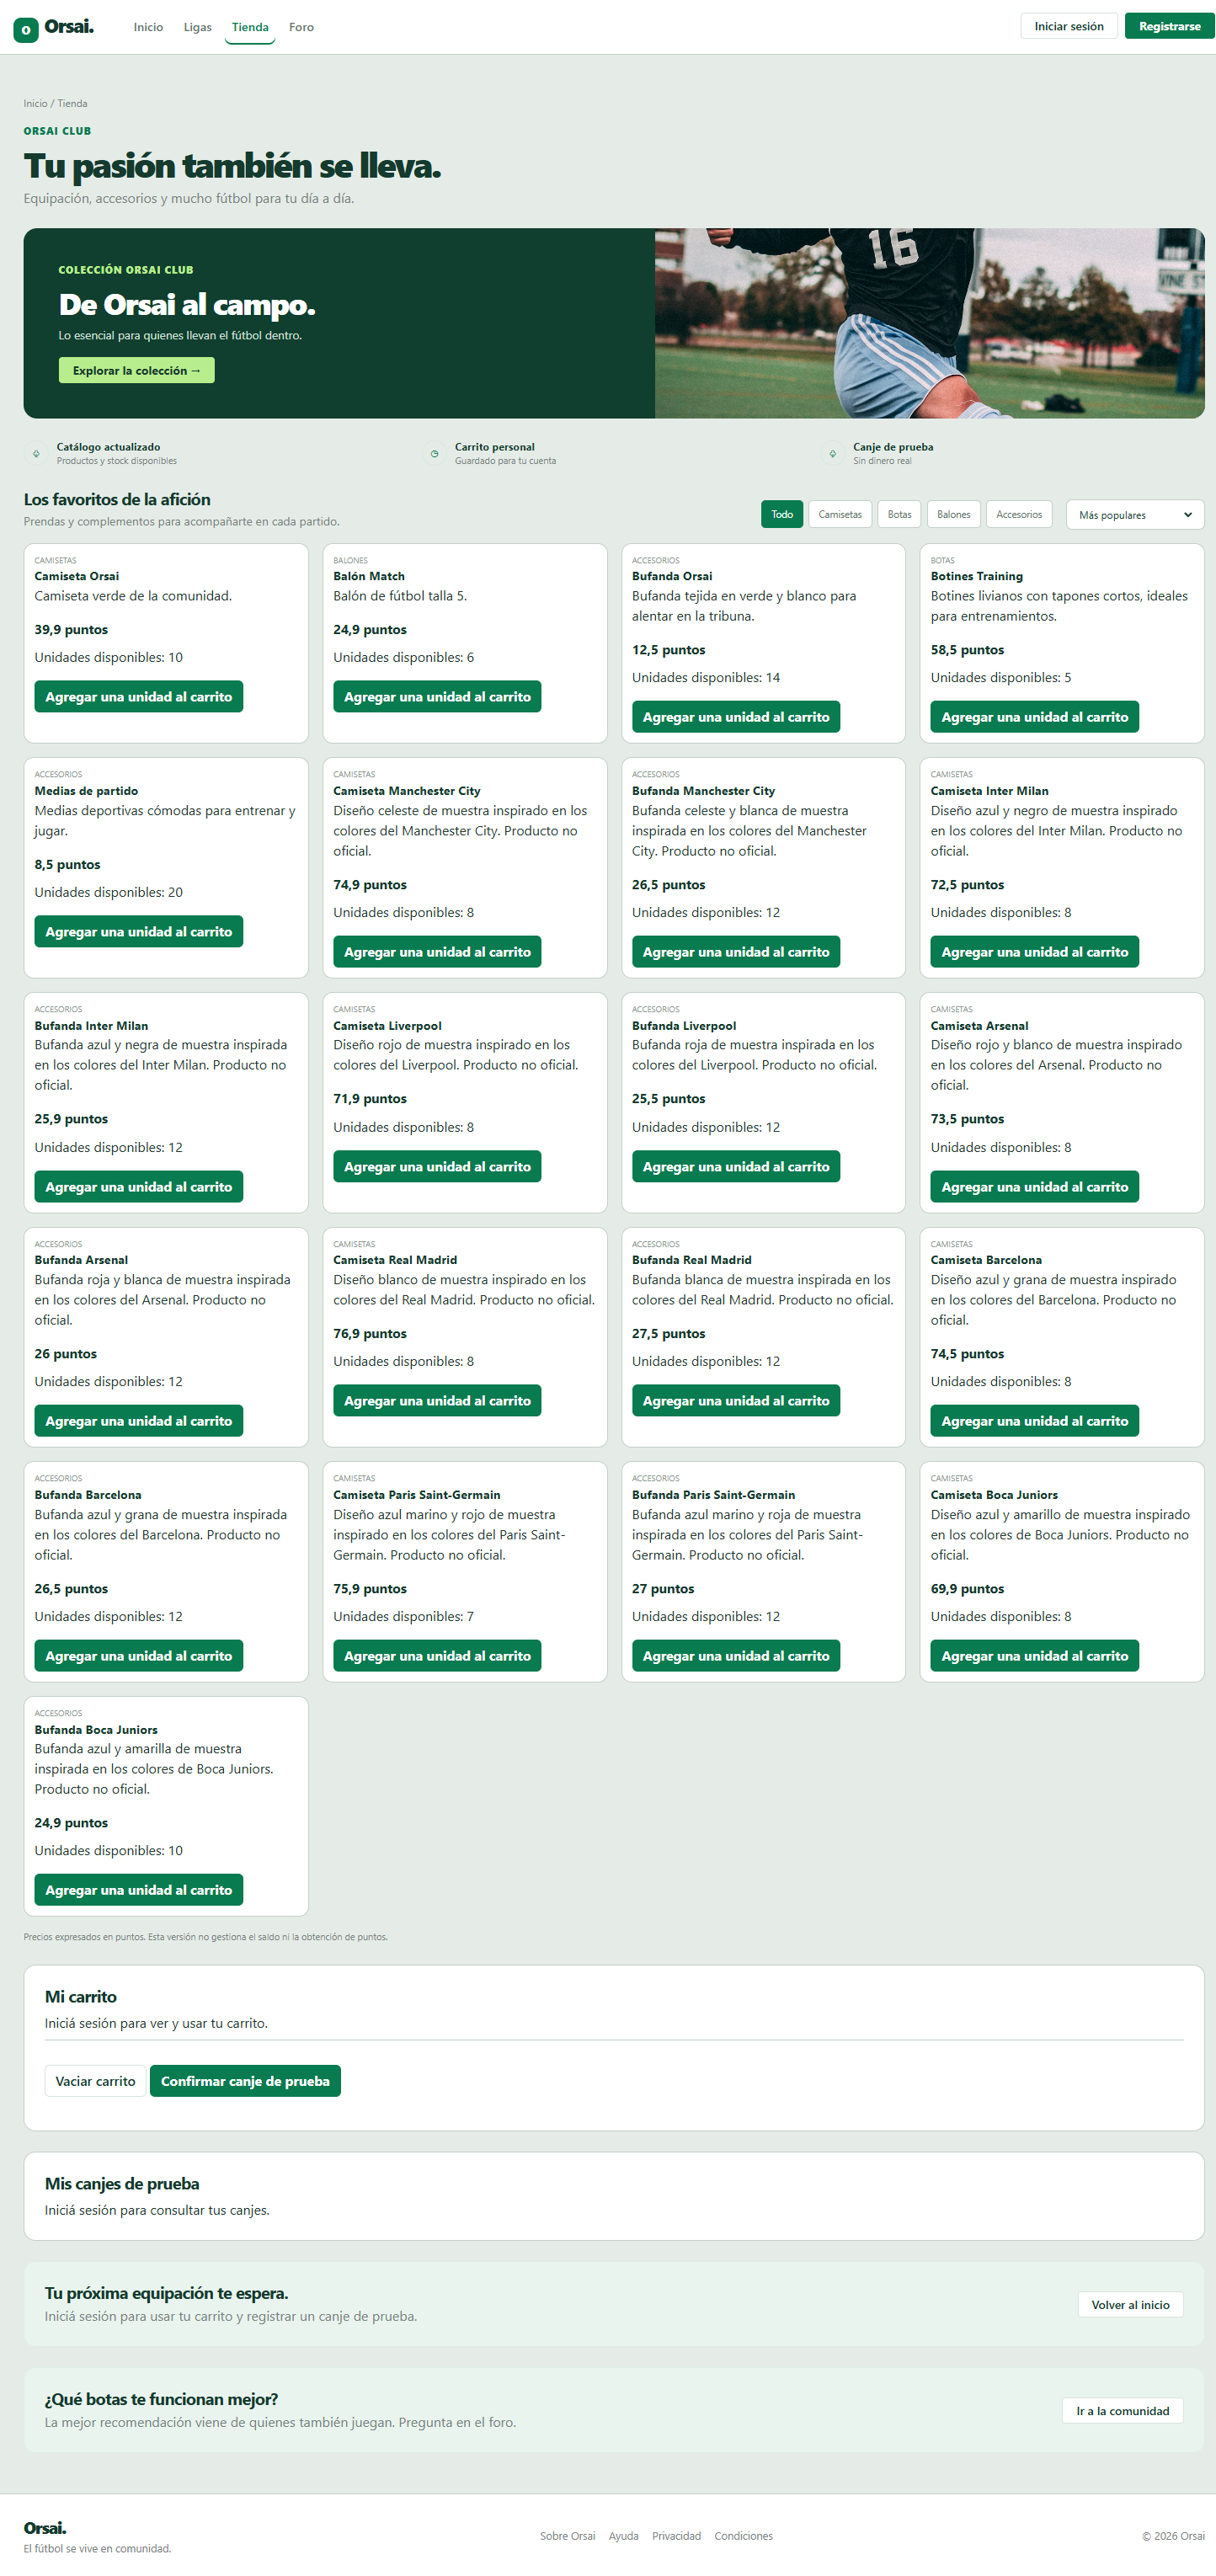 o Orsai.
Inicio Ligas Tienda Foro
Iniciar sesión Registrarse
Inicio / Tienda
ORSAI CLUB
Tu pasión también se lleva.
Equipación, accesorios y mucho fútbol para tu día a día.
COLECCIÓN ORSAI CLUB
De Orsai al campo.
Lo esencial para quienes llevan el fútbol dentro.
Explorar la colección →
16
VINE ST
Catálogo actualizado
Productos y stock disponibles
Carrito personal
Guardado para tu cuenta
Canje de prueba
Sin dinero real
Los favoritos de la afición
Prendas y complementos para acompañarte en cada partido.
Todo Camisetas Botas Balones Accesorios Más populares
CAMISETAS
Camiseta Orsai
Camiseta verde de la comunidad.
39,9 puntos
Unidades disponibles: 10
Agregar una unidad al carrito
BALONES
Balón Match
Balón de fútbol talla 5.
24,9 puntos
Unidades disponibles: 6
Agregar una unidad al carrito
ACCESORIOS
Bufanda Orsai
Bufanda tejida en verde y blanco para
alentar en la tribuna.
12,5 puntos
Unidades disponibles: 14
Agregar una unidad al carrito
BOTAS
Botines Training
Botines livianos con tapones cortos, ideales
para entrenamientos.
58,5 puntos
Unidades disponibles: 5
Agregar una unidad al carrito
ACCESORIOS
Medias de partido
Medias deportivas cómodas para entrenar y
jugar.
8,5 puntos
Unidades disponibles: 20
Agregar una unidad al carrito
CAMISETAS
Camiseta Manchester City
Diseño celeste de muestra inspirado en los
colores del Manchester City. Producto no
oficial.
74,9 puntos
Unidades disponibles: 8
Agregar una unidad al carrito
ACCESORIOS
Bufanda Manchester City
Bufanda celeste y blanca de muestra
inspirada en los colores del Manchester
City. Producto no oficial.
26,5 puntos
Unidades disponibles: 12
Agregar una unidad al carrito
CAMISETAS
Camiseta Inter Milan
Diseño azul y negro de muestra inspirado
en los colores del Inter Milan. Producto no
oficial.
72,5 puntos
Unidades disponibles: 8
Agregar una unidad al carrito
ACCESORIOS
Bufanda Inter Milan
Bufanda azul y negra de muestra inspirada
en los colores del Inter Milan. Producto no
oficial.
25,9 puntos
Unidades disponibles: 12
Agregar una unidad al carrito
CAMISETAS
Camiseta Liverpool
Diseño rojo de muestra inspirado en los
colores del Liverpool. Producto no oficial.
71,9 puntos
Unidades disponibles: 8
Agregar una unidad al carrito
ACCESORIOS
Bufanda Liverpool
Bufanda roja de muestra inspirada en los
colores del Liverpool. Producto no oficial.
25,5 puntos
Unidades disponibles: 12
Agregar una unidad al carrito
CAMISETAS
Camiseta Arsenal
Diseño rojo y blanco de muestra inspirado
en los colores del Arsenal. Producto no
oficial.
73,5 puntos
Unidades disponibles: 8
Agregar una unidad al carrito
ACCESORIOS
Bufanda Arsenal
Bufanda roja y blanca de muestra inspirada
en los colores del Arsenal. Producto no
oficial.
26 puntos
Unidades disponibles: 12
Agregar una unidad al carrito
CAMISETAS
Camiseta Real Madrid
Diseño blanco de muestra inspirado en los
colores del Real Madrid. Producto no oficial.
76,9 puntos
Unidades disponibles: 8
Agregar una unidad al carrito
ACCESORIOS
Bufanda Real Madrid
Bufanda blanca de muestra inspirada en los
colores del Real Madrid. Producto no oficial.
27,5 puntos
Unidades disponibles: 12
Agregar una unidad al carrito
CAMISETAS
Camiseta Barcelona
Diseño azul y grana de muestra inspirado
en los colores del Barcelona. Producto no
oficial.
74,5 puntos
Unidades disponibles: 8
Agregar una unidad al carrito
ACCESORIOS
Bufanda Barcelona
Bufanda azul y grana de muestra inspirada
en los colores del Barcelona. Producto no
oficial.
26,5 puntos
Unidades disponibles: 12
Agregar una unidad al carrito
CAMISETAS
Camiseta Paris Saint-Germain
Diseño azul marino y rojo de muestra
inspirado en los colores del Paris Saint-
Germain. Producto no oficial.
75,9 puntos
Unidades disponibles: 7
Agregar una unidad al carrito
ACCESORIOS
Bufanda Paris Saint-Germain
Bufanda azul marino y roja de muestra
inspirada en los colores del Paris Saint-
Germain. Producto no oficial.
27 puntos
Unidades disponibles: 12
Agregar una unidad al carrito
CAMISETAS
Camiseta Boca Juniors
Diseño azul y amarillo de muestra inspirado
en los colores de Boca Juniors. Producto no
oficial.
69,9 puntos
Unidades disponibles: 8
Agregar una unidad al carrito
ACCESORIOS
Bufanda Boca Juniors
Bufanda azul y amarilla de muestra
inspirada en los colores de Boca Juniors.
Producto no oficial.
24,9 puntos
Unidades disponibles: 10
Agregar una unidad al carrito
Precios expresados en puntos. Esta versión no gestiona el saldo ni la obtención de puntos.
Mi carrito
Iniciá sesión para ver y usar tu carrito.
Vaciar carrito Confirmar canje de prueba
Mis canjes de prueba
Iniciá sesión para consultar tus canjes.
Tu próxima equipación te espera.
Iniciá sesión para usar tu carrito y registrar un canje de prueba.
Volver al inicio
¿Qué botas te funcionan mejor?
La mejor recomendación viene de quienes también juegan. Pregunta en el foro.
Ir a la comunidad
Orsai.
El fútbol se vive en comunidad.
Sobre Orsai Ayuda Privacidad Condiciones
© 2026 Orsai